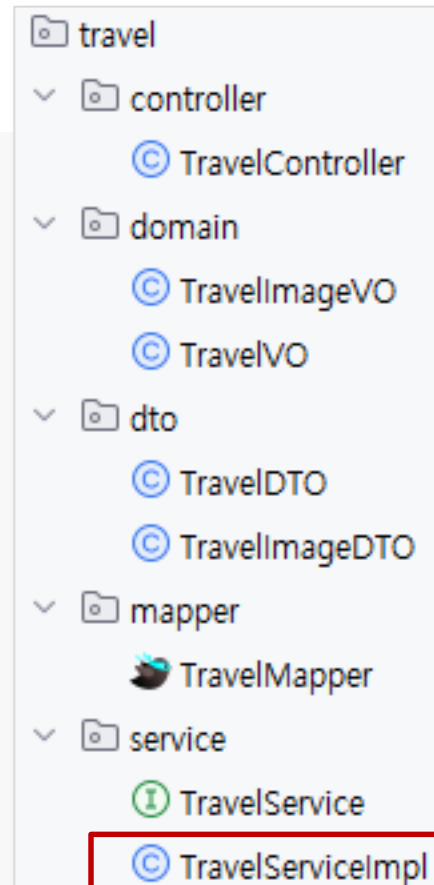 travel
controller
C TravelController
domain
C TravelImageVO
C TravelVO
dto
C TravelDTO
C TravelImageDTO
mapper
TravelMapper
service
I TravelService
C TravelServiceImpl